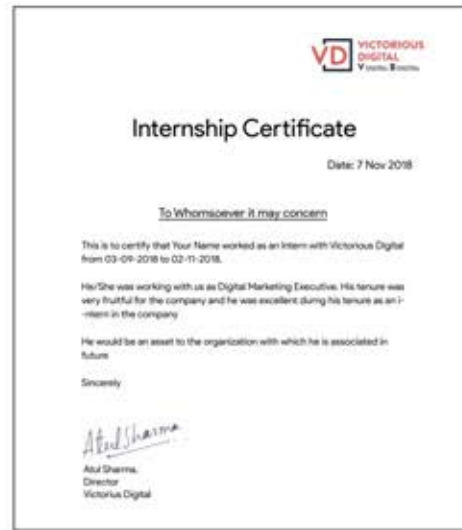 VD VICTORIOUS
DIGITAL
Internship Certificate
Date: 7 Nov 2018
To Whomsoever it may concern
This is to certify that Your Name worked as an Intern with Victorious Digital
from 03-09-2018 to 02-11-2018.
He/She was working with us as Digital Marketing Executive. His tenure was
very fruitful for the company and he was excellent durng his tenure as an i-
-ntern in the company
He would be an asset to the organization with which he is associated in
future
Sincerely
Atul Sharma
Atul Sharma,
Director
Victorius Digital